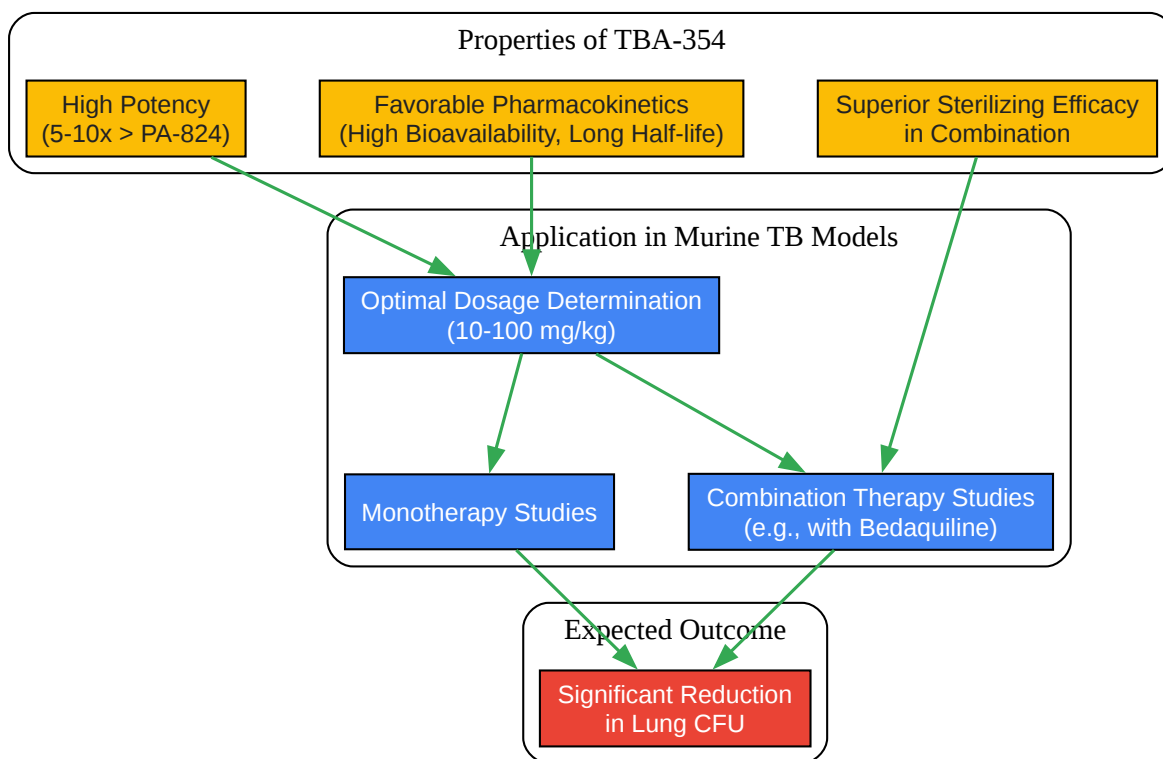 Properties of TBA-354
High Potency
(5-10x > PA-824)
Favorable Pharmacokinetics
(High Bioavailability, Long Half-life)
Superior Sterilizing Efficacy
in Combination
Application in Murine TB Models
Optimal Dosage Determination
(10-100 mg/kg)
Monotherapy Studies
Combination Therapy Studies
(e.g., with Bedaquiline)
Expected Outcome
Significant Reduction
in Lung CFU